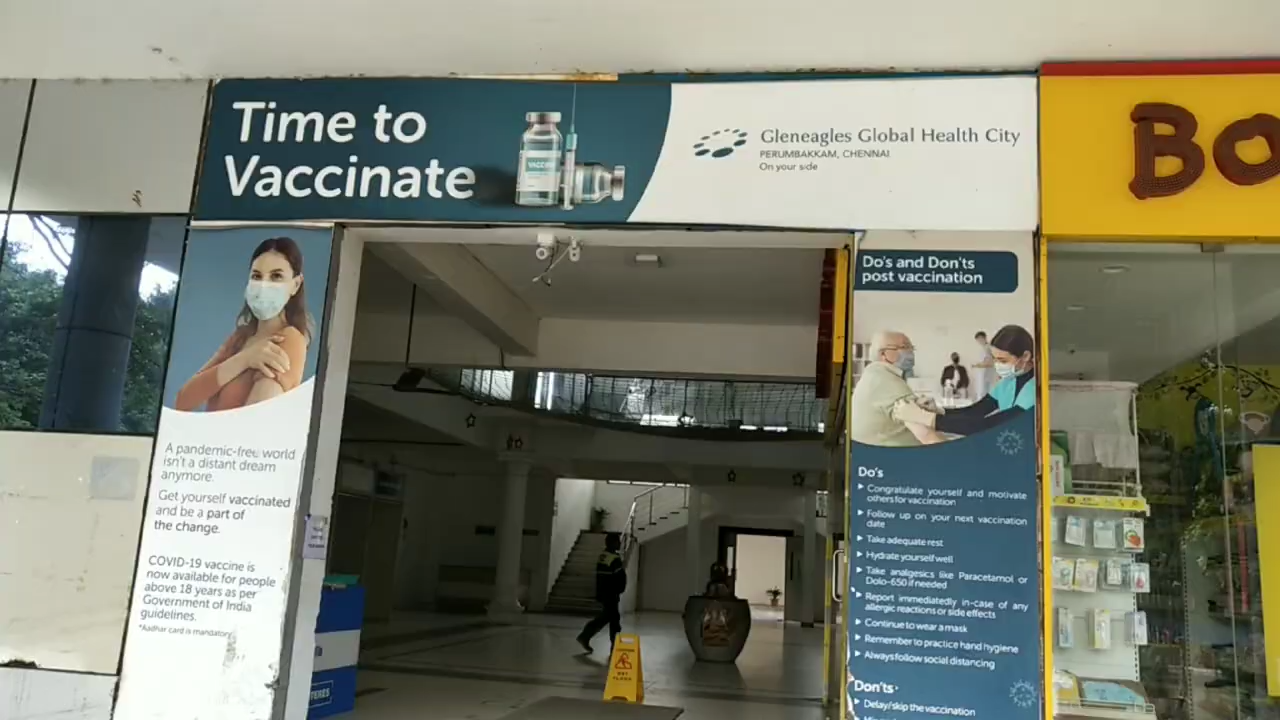 Time to
Vaccinate
VACCINE
Gleneagles Global Health City
PERUMBAKKAM, CHENNAI
On your side
Bo
A pandemic-free world
isn't a distant dream
anymore.
Get yourself vaccinated
and be a part of
the change.
COVID-19 vaccine is
now available for people
above 18 years as per
Government of India
guidelines.
*Aadhar card is mandatory
Do's and Don'ts
post vaccination
Do's
Congratulate yourself and motivate
others for vaccination
Follow up on your next vaccination
date
Take adequate rest
Hydrate yourself well
Take analgesics like Paracetamol or
Dolo-650 if needed
Report immediately in-case of any
allergic reactions or side effects
Continue to wear a mask
Remember to practice hand hygiene
Always follow social distancing
Don'ts
Delay/skip the vaccination
WET
FLOOR